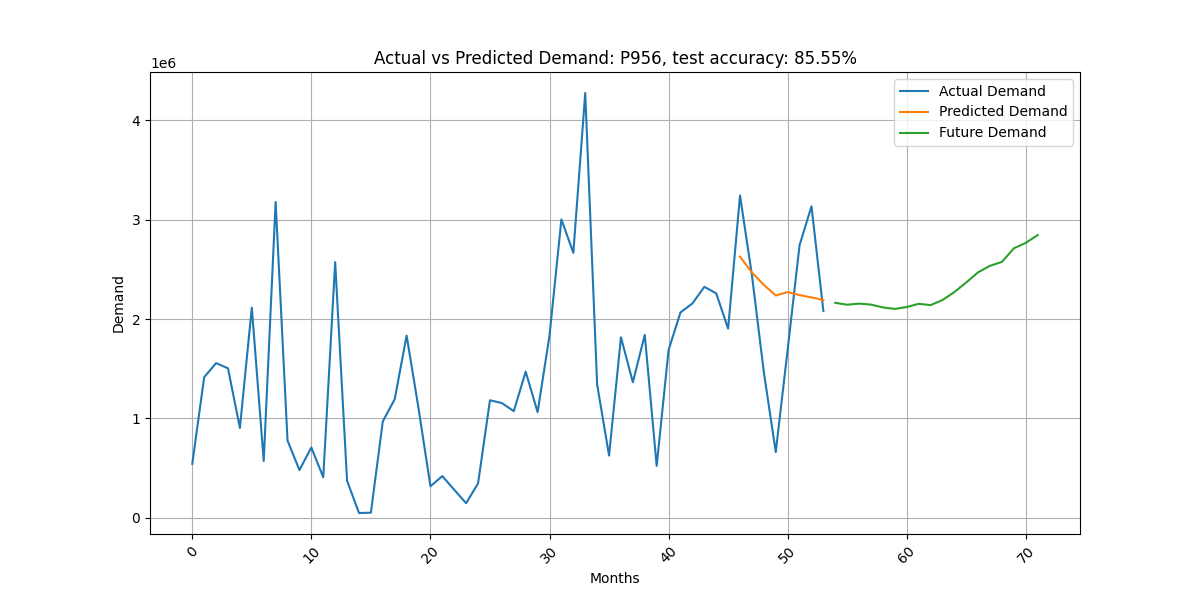 Actual vs Predicted Demand: P956, test accuracy: 85.55%
1e6
Actual Demand
Predicted Demand
Future Demand
4
3
2
1
0
Demand
0 10 20 30 40 50 60 70
Months